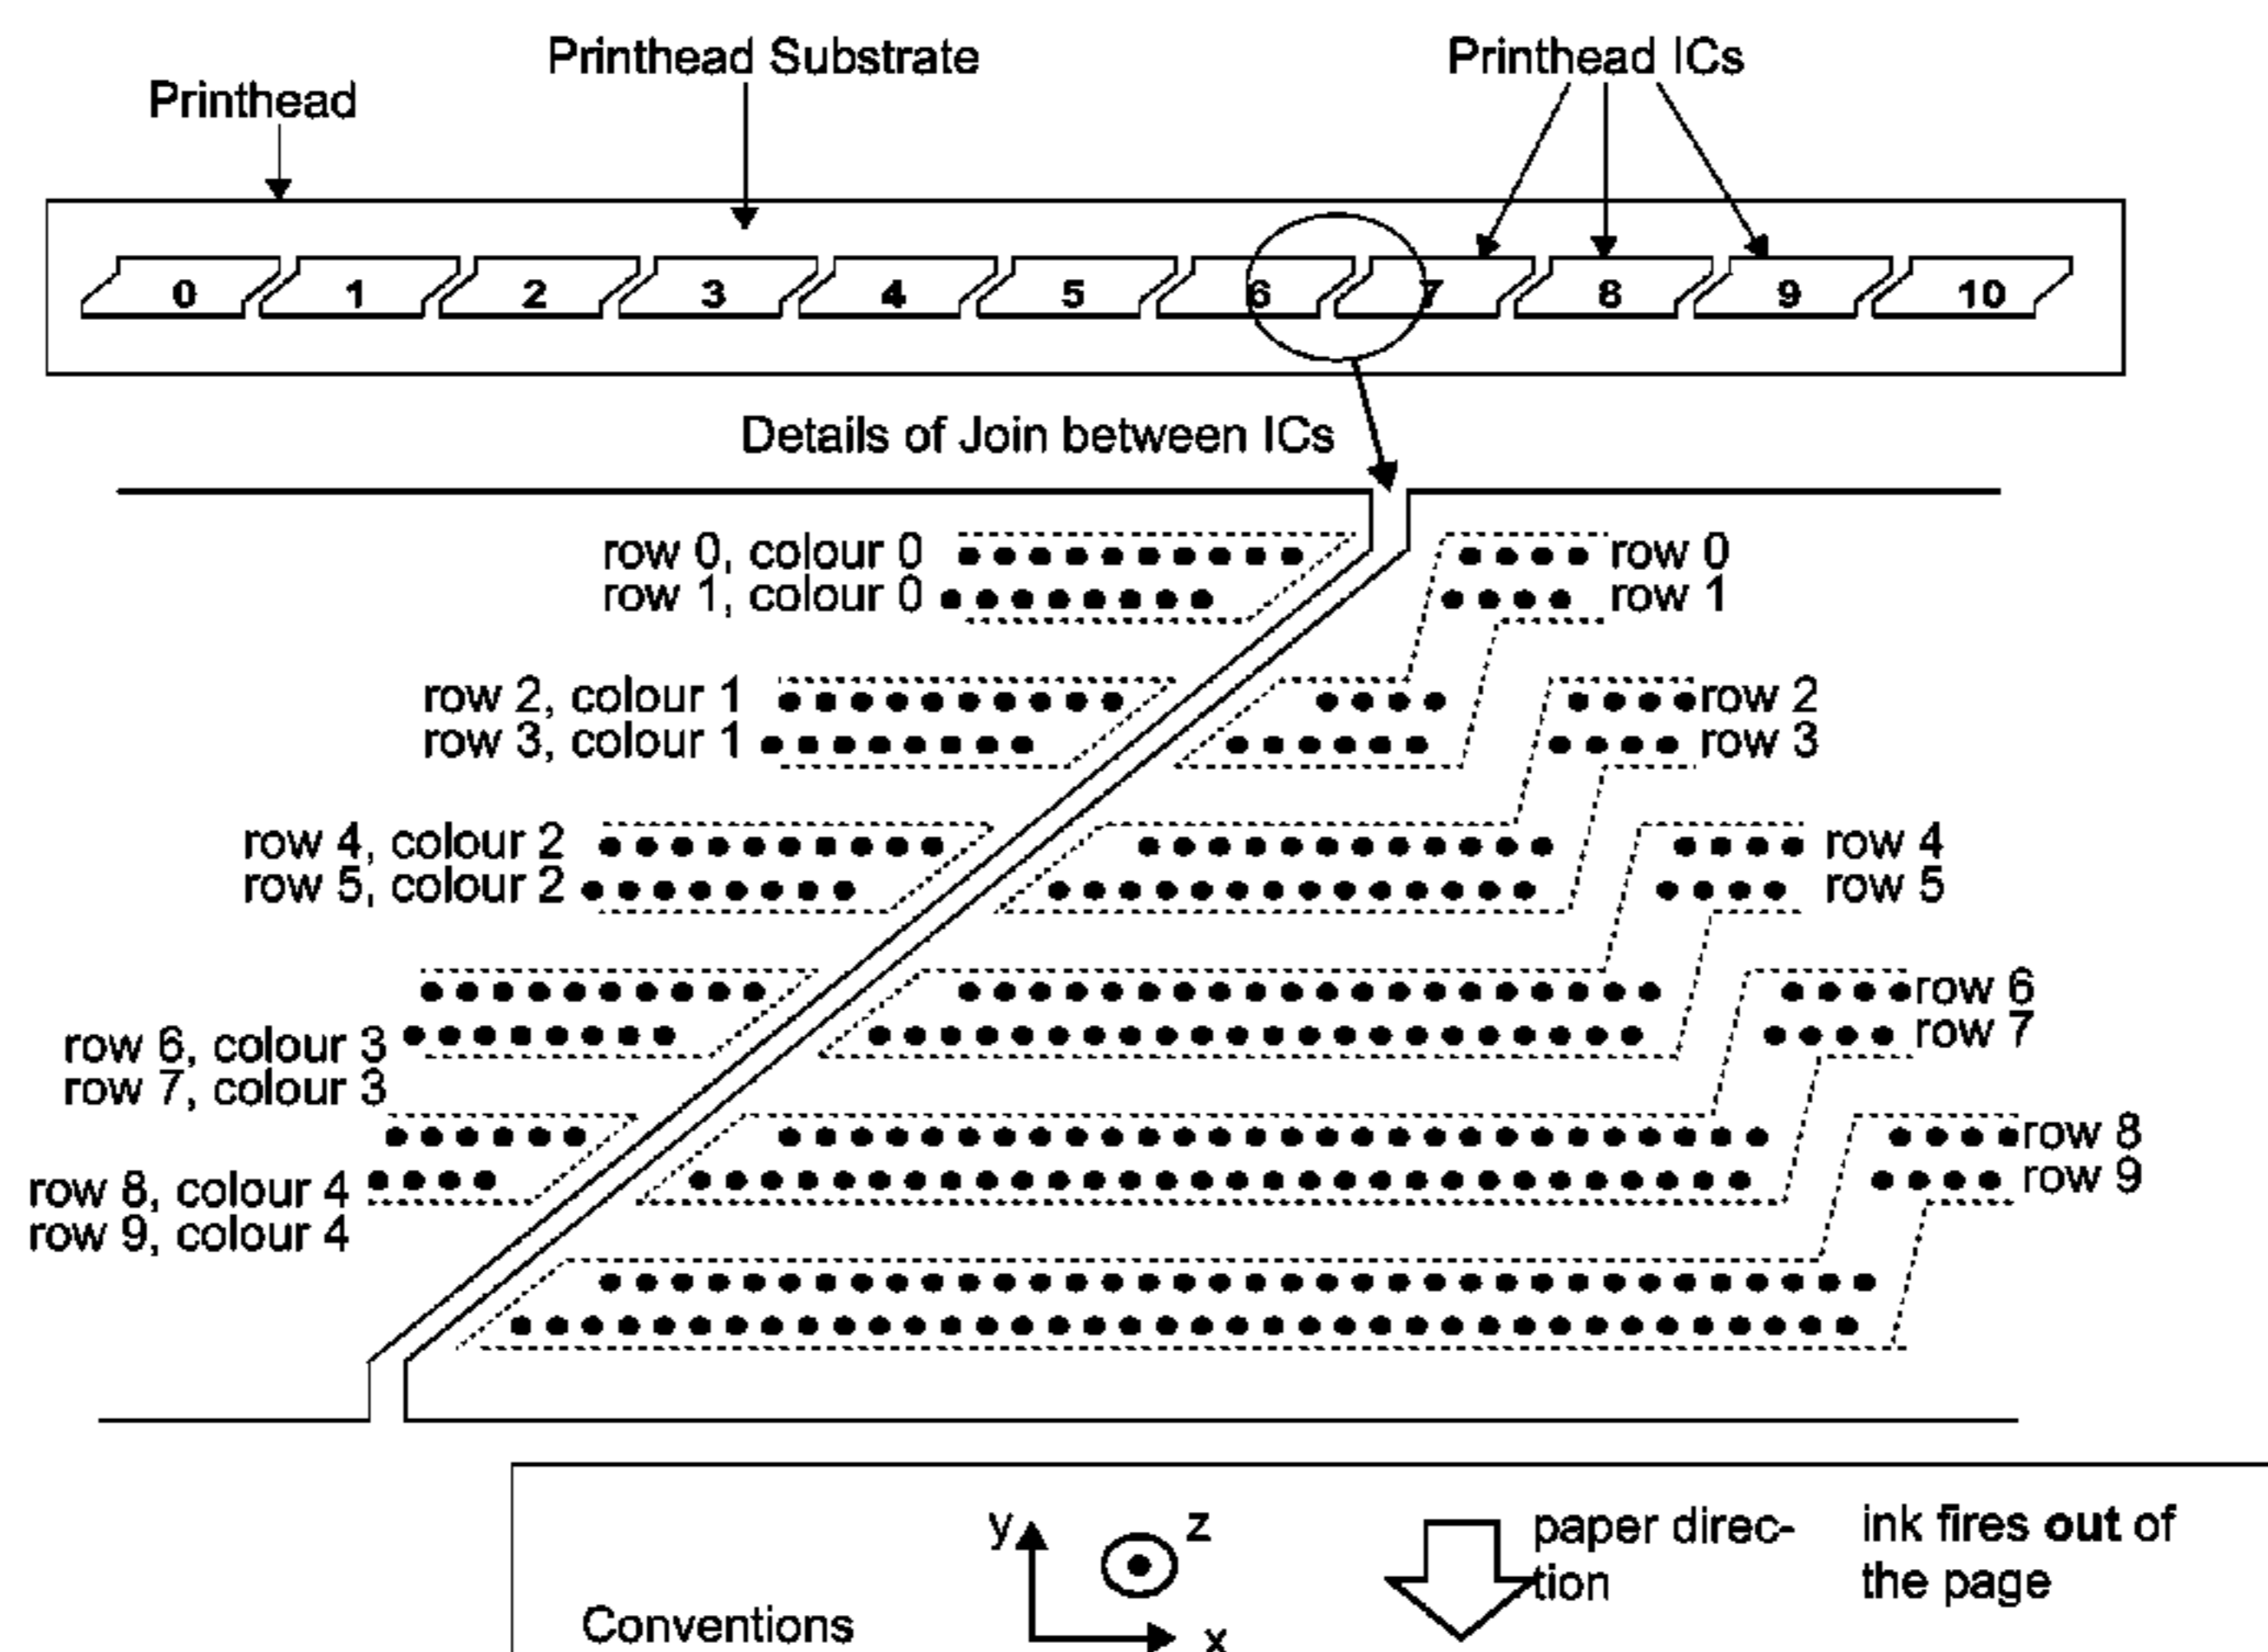 Printhead Substrate
Printhead ICs
Printhead
0 1 2 3 4 5 6 7 8 9 10
Details of Join between ICs
row 0, colour 0
row 0
row 1, colour 0
row 1
row 2, colour 1
row 2
row 3, colour 1
row 3
row 4, colour 2
row 4
row 5, colour 2
row 5
row 6
row 7
row 6, colour 3
row 7, colour 3
row 8
row 9
row 8, colour 4
row 9, colour 4
Conventions
y
z
x
paper direc-
tion
ink fires out of
the page